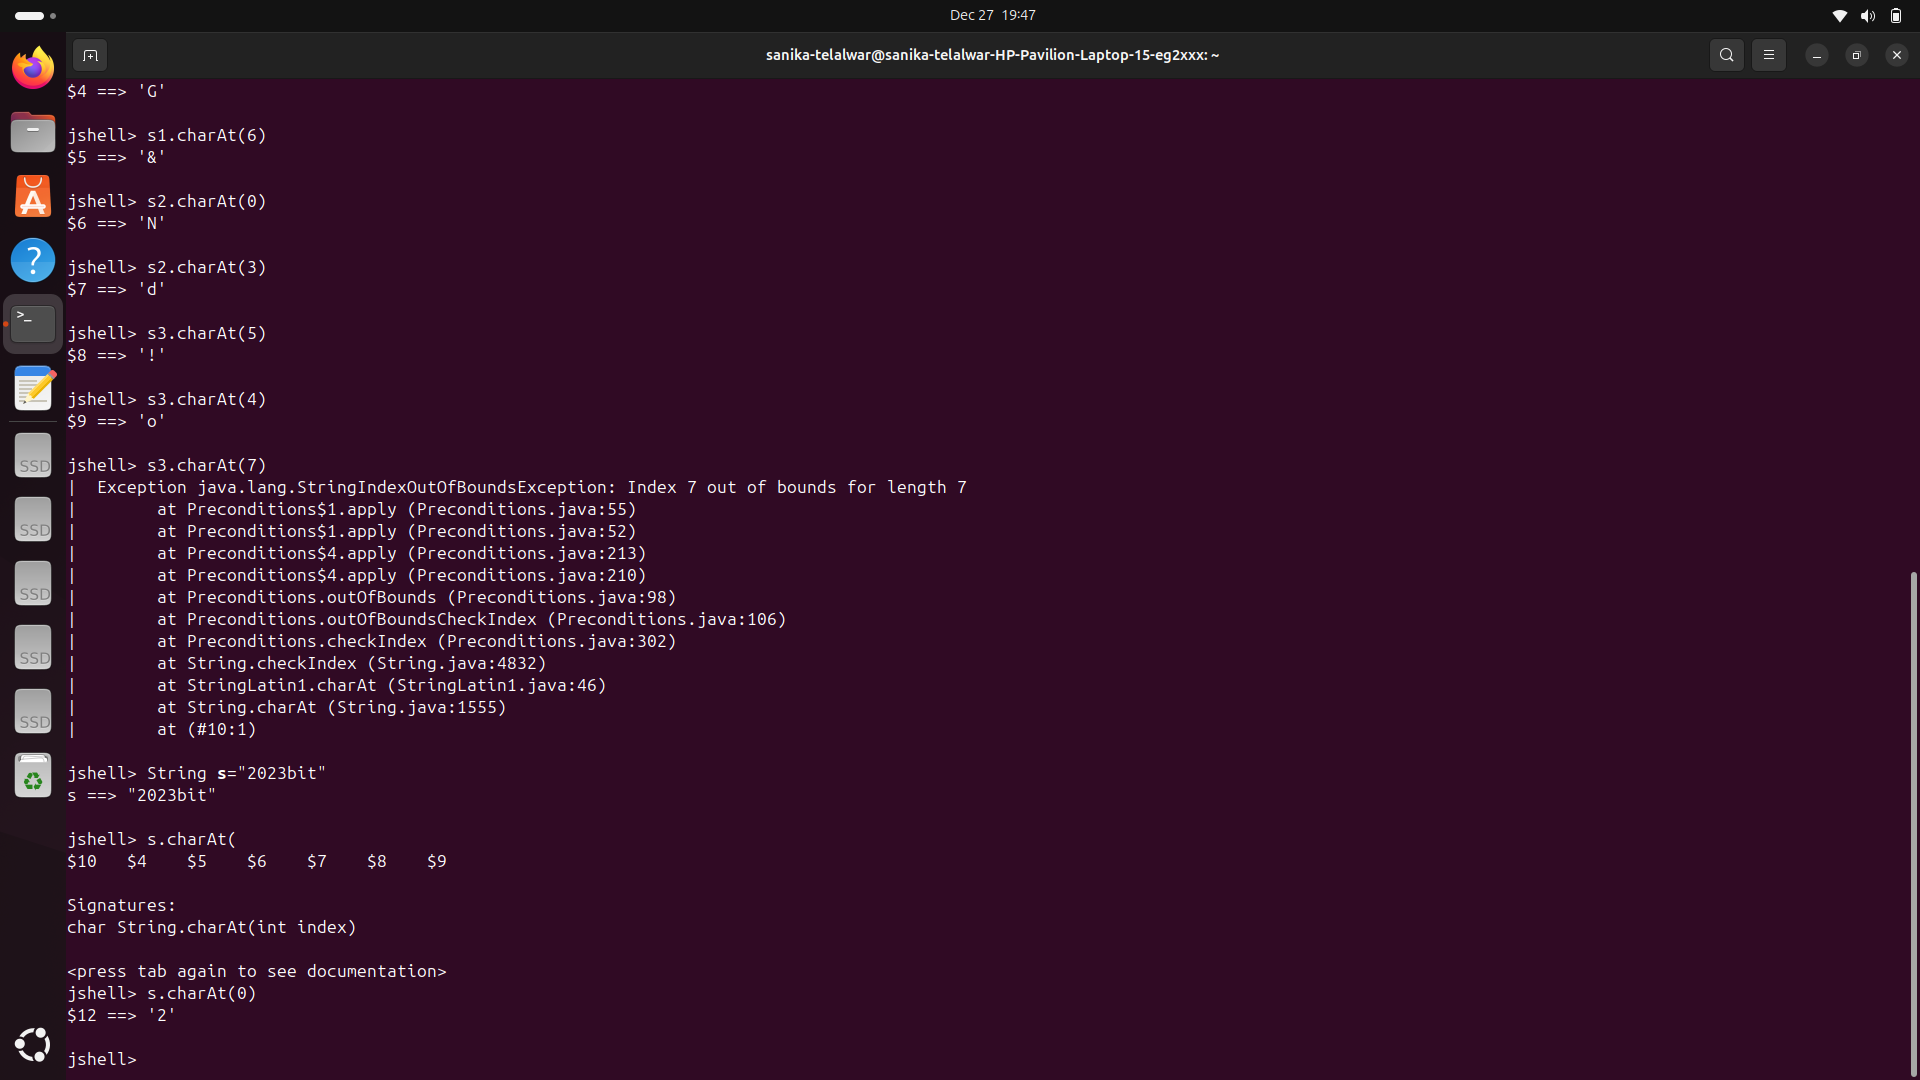 Dec 27 19:47
sanika-telalwar@sanika-telalwar-HP-Pavilion-Laptop-15-eg2xxx: ~
$4 ==> 'G'
jshell> s1.charAt(6)
$5 ==> '&'
jshell> s2.charAt(0)
$6 ==> 'N'
jshell> s2.charAt(3)
$7 ==> 'd'
jshell> s3.charAt(5)
$8 ==> '!'
jshell> s3.charAt(4)
$9 ==> 'o'
jshell> s3.charAt(7)
|  Exception java.lang.StringIndexOutOfBoundsException: Index 7 out of bounds for length 7
|        at Preconditions$1.apply (Preconditions.java:55)
|        at Preconditions$1.apply (Preconditions.java:52)
|        at Preconditions$4.apply (Preconditions.java:213)
|        at Preconditions$4.apply (Preconditions.java:210)
|        at Preconditions.outOfBounds (Preconditions.java:98)
|        at Preconditions.outOfBoundsCheckIndex (Preconditions.java:106)
|        at Preconditions.checkIndex (Preconditions.java:302)
|        at String.checkIndex (String.java:4832)
|        at StringLatin1.charAt (StringLatin1.java:46)
|        at String.charAt (String.java:1555)
|        at (#10:1)
jshell> String s="2023bit"
s ==> "2023bit"
jshell> s.charAt(
$10   $4    $5    $6    $7    $8    $9
Signatures:
char String.charAt(int index)
<press tab again to see documentation>
jshell> s.charAt(0)
$12 ==> '2'
jshell>
SSD
SSD
SSD
SSD
SSD